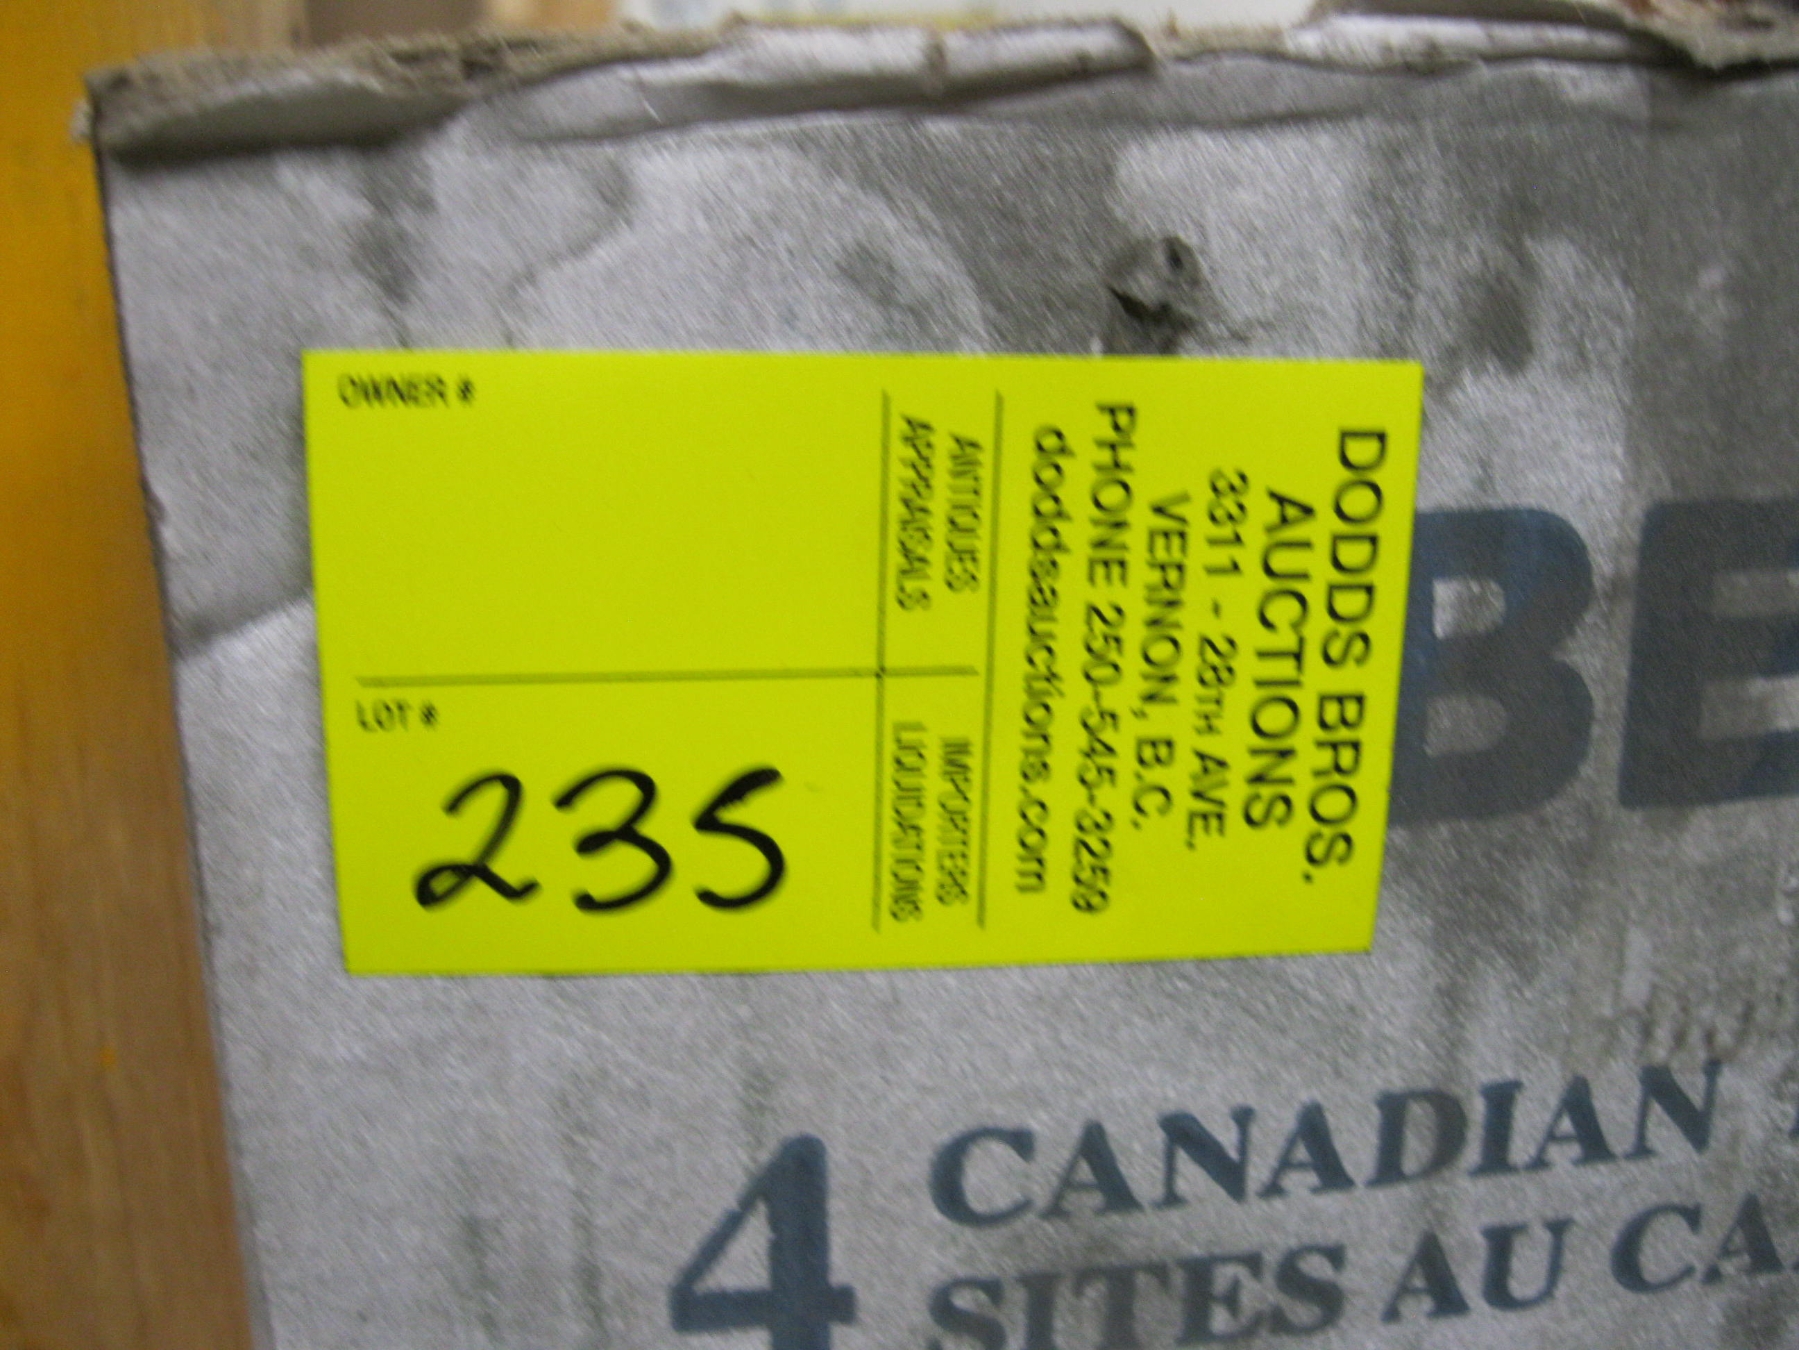 OWNER #
LOT #
235
ANTIQUES
APPRAISALS
IMPORTERS
LIQUIDATIONS
DODDS BROS.
AUCTIONS
3311 - 28TH AVE.
VERNON, B.C.
PHONE 250-545-3259
doddsauctions.com
BE
4 CANADIAN
SITES AU CA